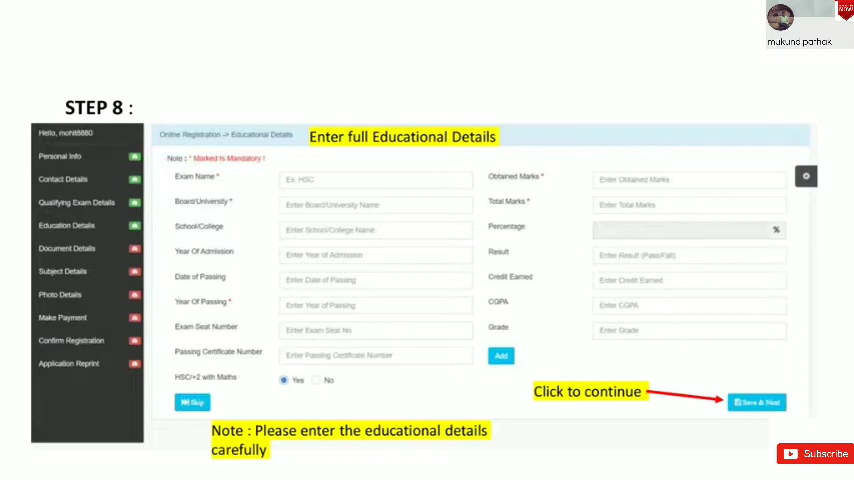 mukund pathak
STEP 8 :
Hello, mohit8880
Personal Info
Contact Details
Qualifying Exam Details
Education Details
Document Details
Subject Details
Photo Details
Make Payment
Confirm Registration
Application Reprint
Online Registration -> Educational Details
Enter full Educational Details
Note : * Marked Is Mandatory !
Exam Name *
Ex. HSC
Obtained Marks *
Enter Obtained Marks
Board/University *
Enter Board/University Name
Total Marks *
Enter Total Marks
School/College
Enter School/College Name
Percentage
%
Year Of Admission
Enter Year of Admission
Result
Enter Result (Pass/Fail)
Date of Passing
Enter Date of Passing
Credit Earned
Enter Credit Earned
Year Of Passing *
Enter Year of Passing
CGPA
Enter CGPA
Exam Seat Number
Enter Exam Seat No
Grade
Enter Grade
Passing Certificate Number
Enter Passing Certificate Number
Add
HSC/+2 with Maths
Yes
No
Click to continue
Skip
Save & Next
Note : Please enter the educational details
carefully
Subscribe